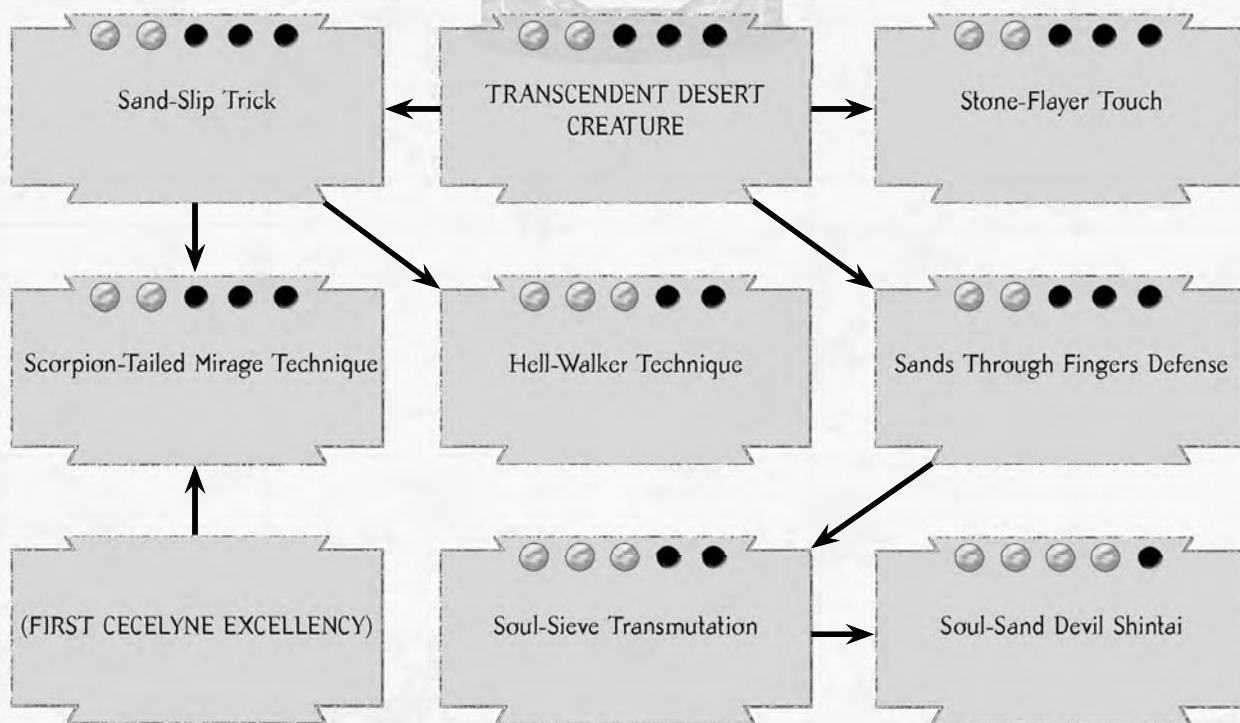 Sand-Slip Trick
TRANSCENDENT DESERT
CREATURE
Stone-Flayer Touch
Scorpion-Tailed Mirage Technique
Hell-Walker Technique
Sands Through Fingers Defense
(FIRST CECELYNE EXCELLENCY)
Soul-Sieve Transmutation
Soul-Sand Devil Shintai